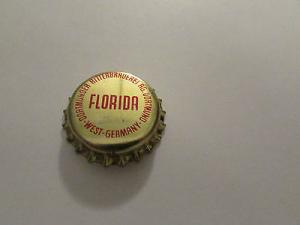 DORTMUNDER RITTERBRAUEREI AG. DORTMUND-WEST-GERMANY-
FLORIDA